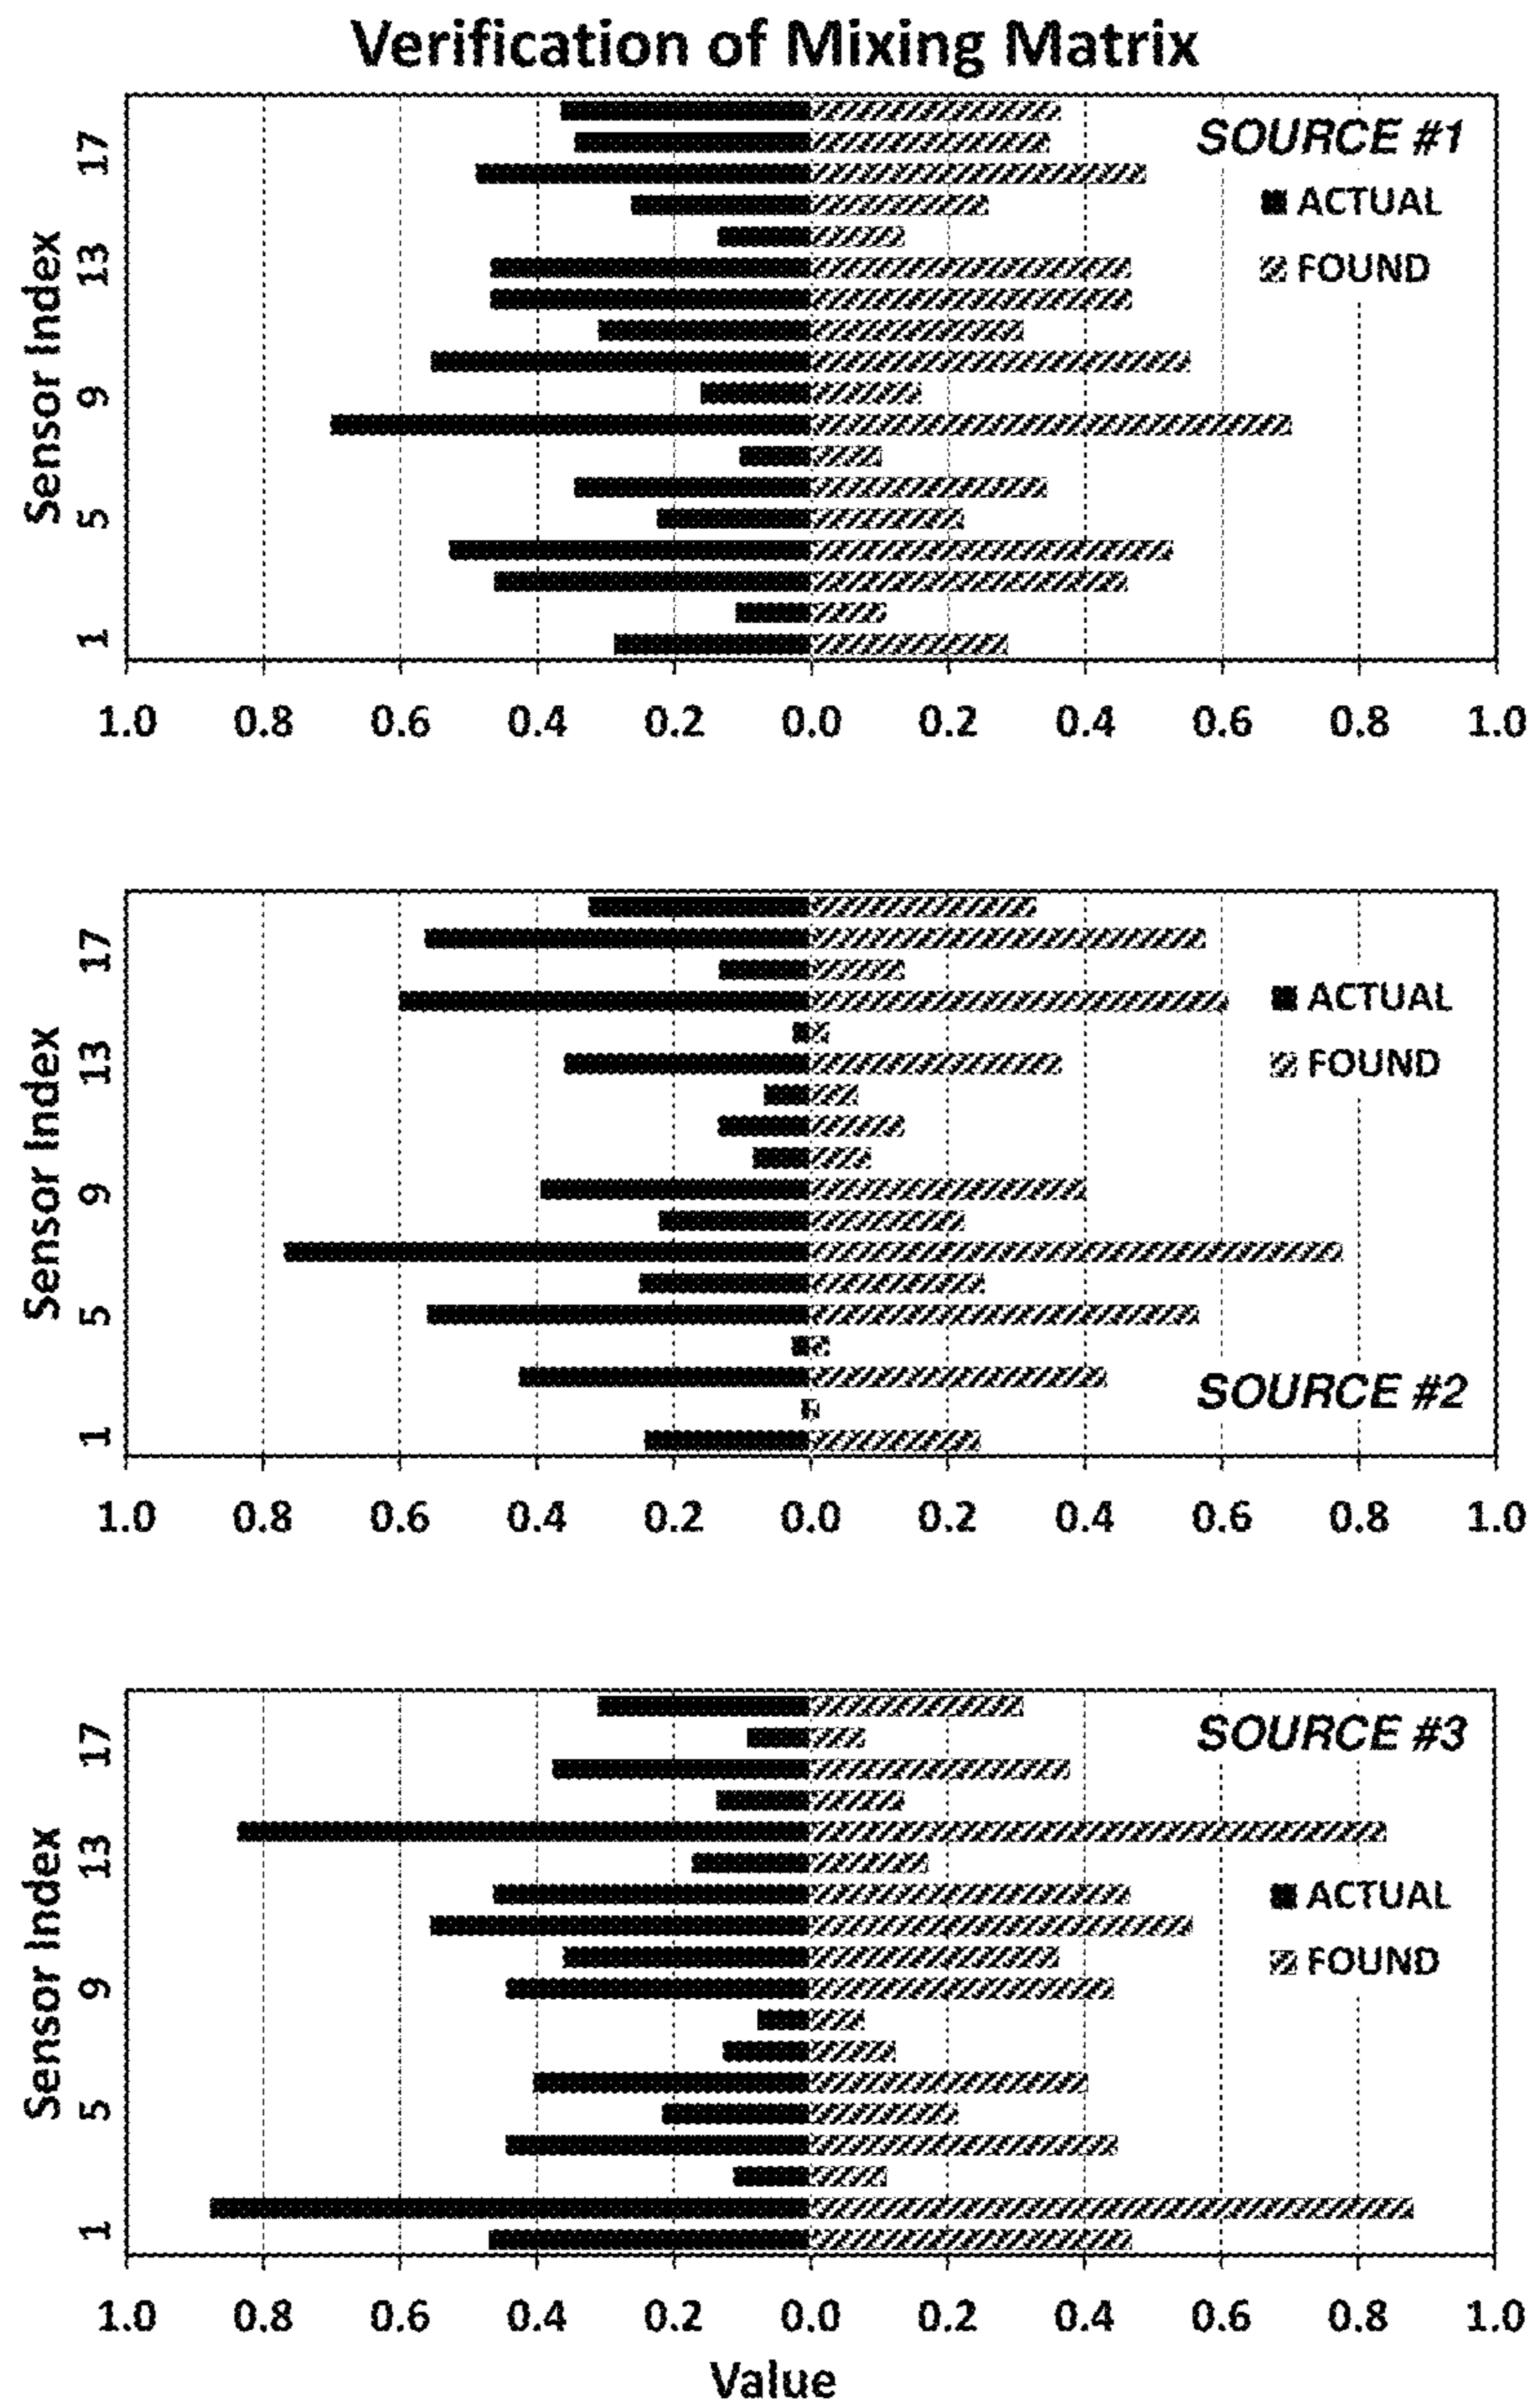 Verification of Mixing Matrix
SOURCE #1
ACTUAL
FOUND
Sensor Index
17
13
9
5
1
1.0 0.8 0.6 0.4 0.2 0.0 0.2 0.4 0.6 0.8 1.0
ACTUAL
FOUND
SOURCE #2
Sensor Index
17
13
9
5
1
1.0 0.8 0.6 0.4 0.2 0.0 0.2 0.4 0.6 0.8 1.0
SOURCE #3
ACTUAL
FOUND
Sensor Index
17
13
9
5
1
1.0 0.8 0.6 0.4 0.2 0.0 0.2 0.4 0.6 0.8 1.0
Value